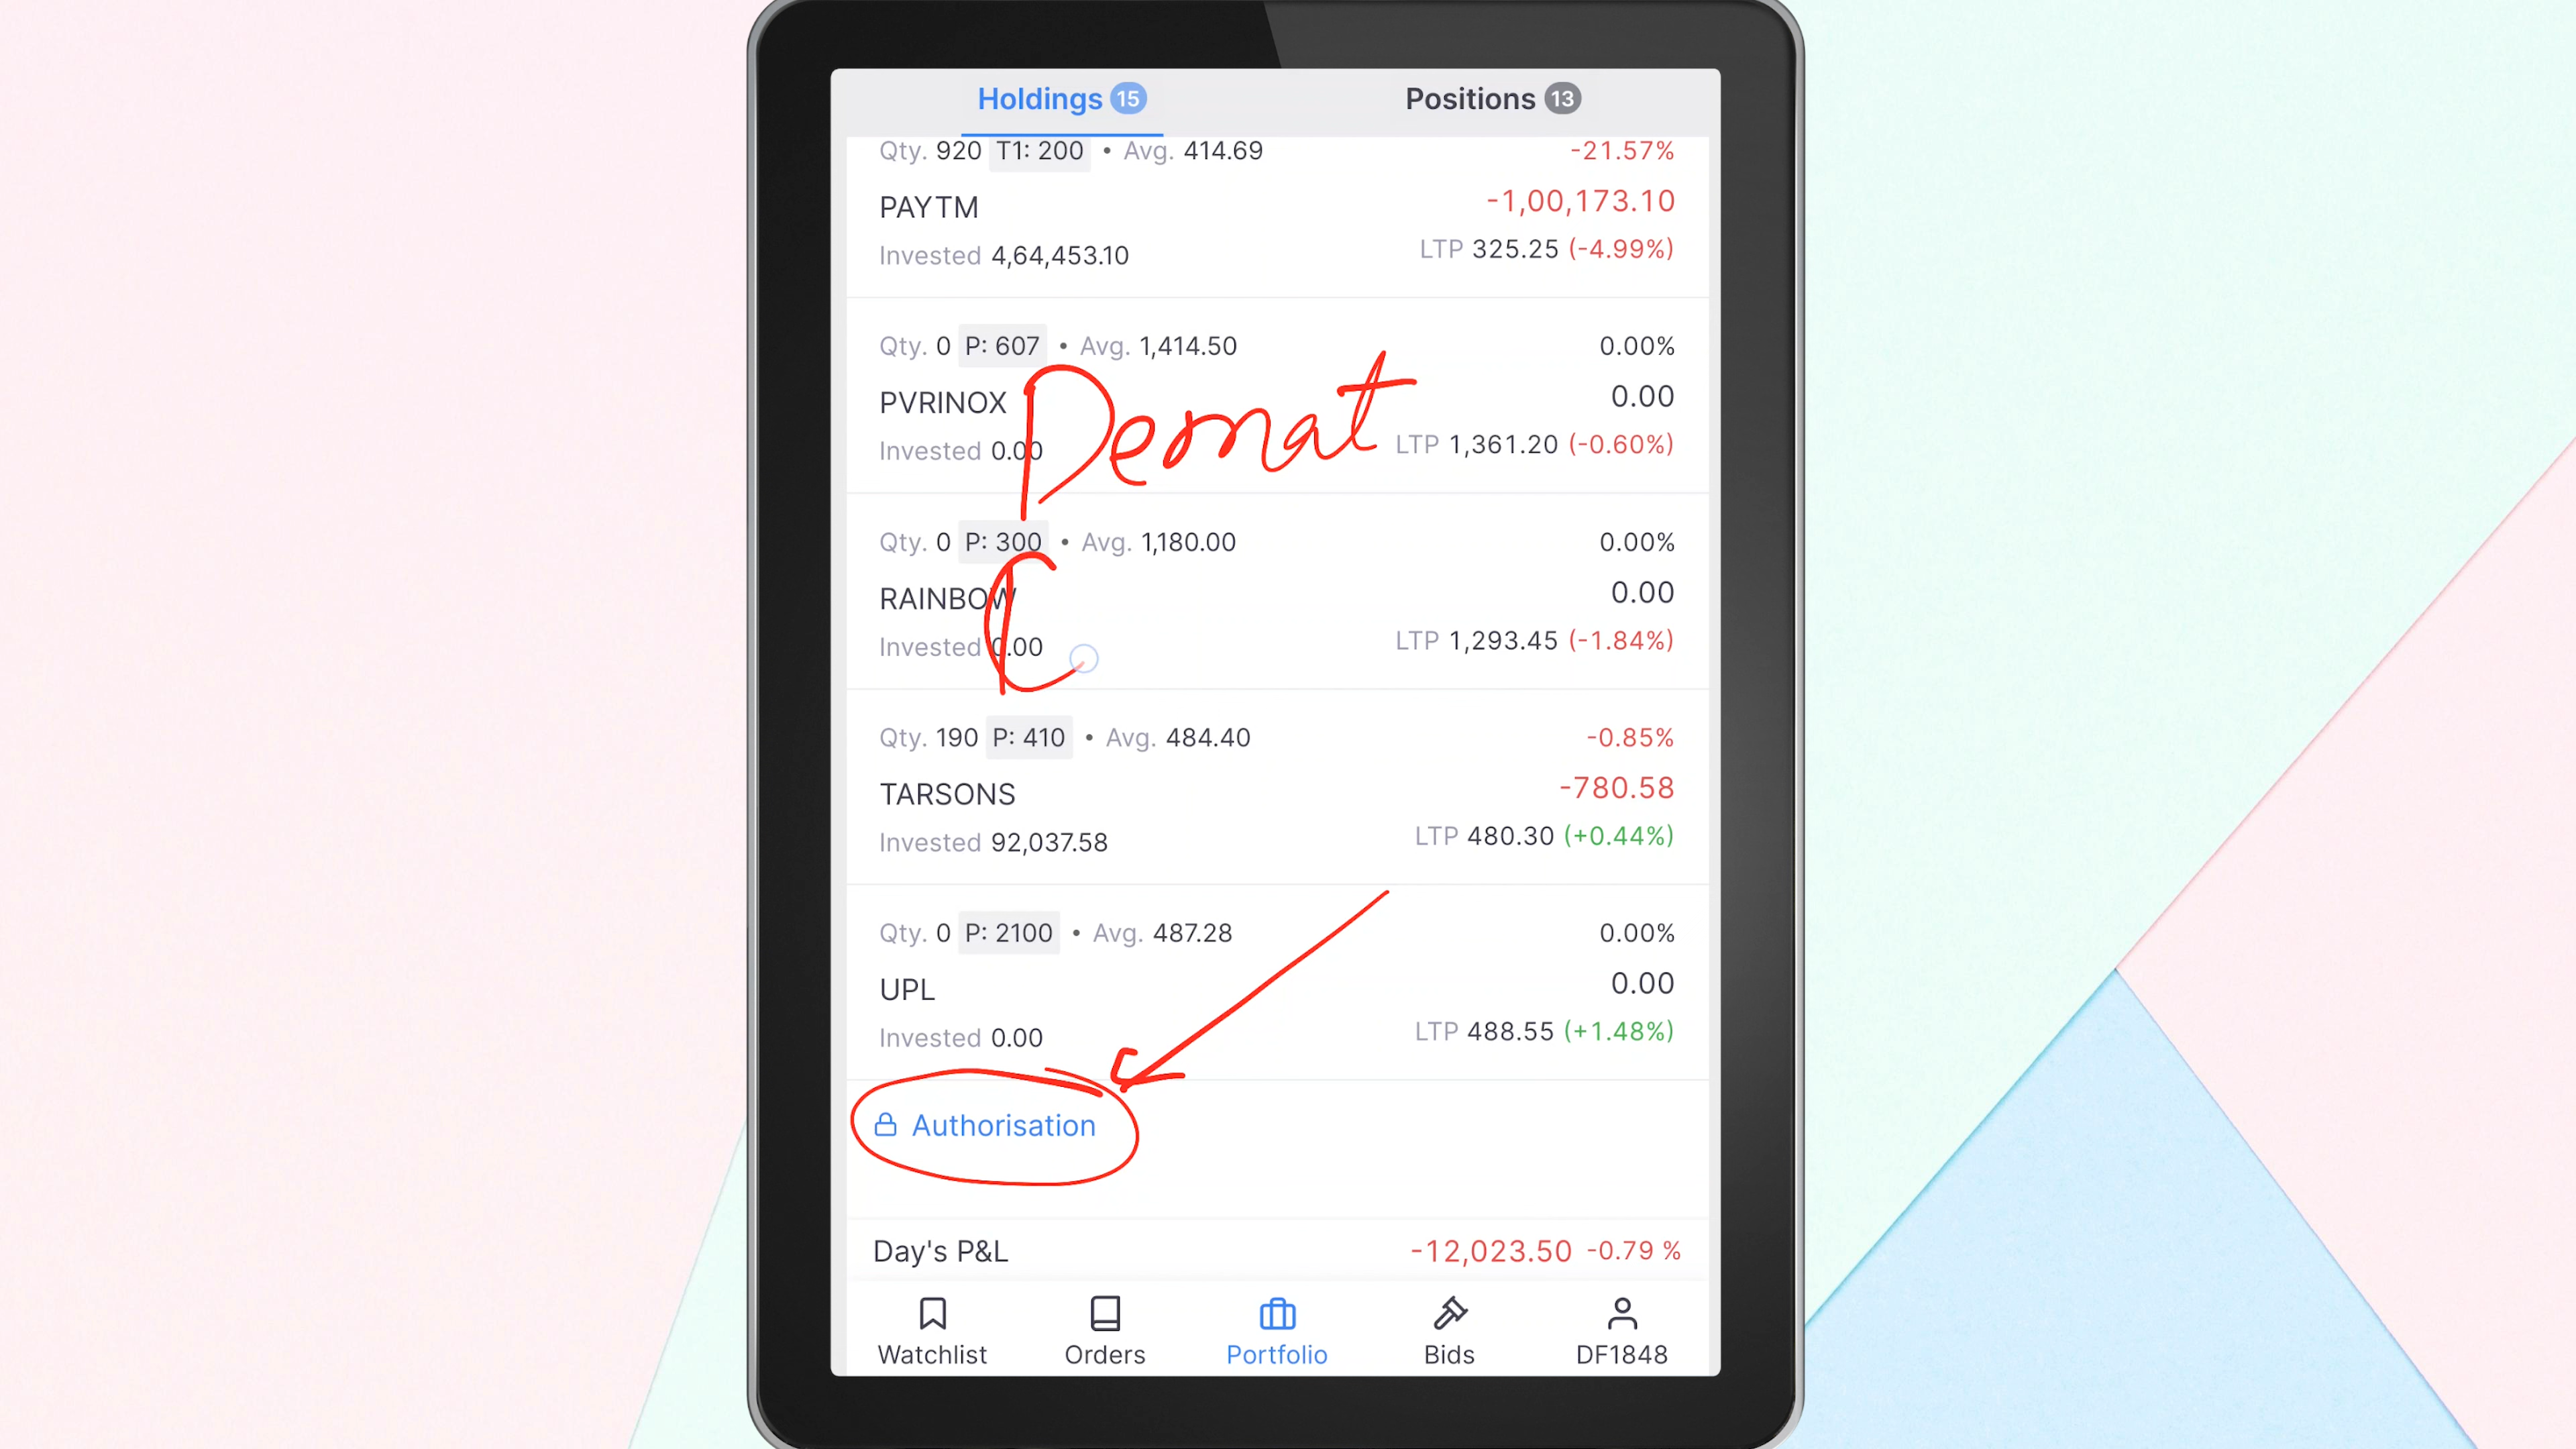 Holdings 15
Positions 13
Qty. 920 T1: 200 • Avg. 414.69
-21.57%
PAYTM
-1,00,173.10
Invested 4,64,453.10
LTP 325.25 (-4.99%)
Qty. 0 P: 607 • Avg. 1,414.50
0.00%
PVRINOX
0.00
Invested 0.00
LTP 1,361.20 (-0.60%)
Demat
Qty. 0 P: 300 • Avg. 1,180.00
0.00%
RAINBOW
0.00
Invested 0.00
LTP 1,293.45 (-1.84%)
Qty. 190 P: 410 • Avg. 484.40
-0.85%
TARSONS
-780.58
Invested 92,037.58
LTP 480.30 (+0.44%)
Qty. 0 P: 2100 • Avg. 487.28
0.00%
UPL
0.00
Invested 0.00
LTP 488.55 (+1.48%)
Authorisation
Day's P&L
-12,023.50 -0.79 %
Watchlist
Orders
Portfolio
Bids
DF1848